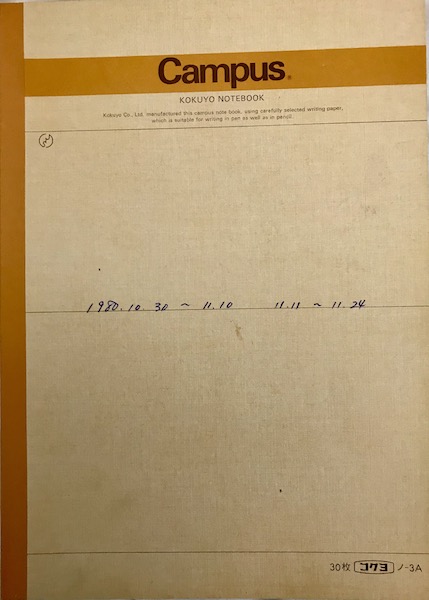 Campus®
KOKUYO NOTEBOOK
Kokuyo Co., Ltd. manufactured this campus note book, using carefully selected writing paper,
which is suitable for writing in pen as well as in pencil.
1980.10.30 ~ 11.10 11.11 ~ 11.24
30枚 コクヨ ノ-3A